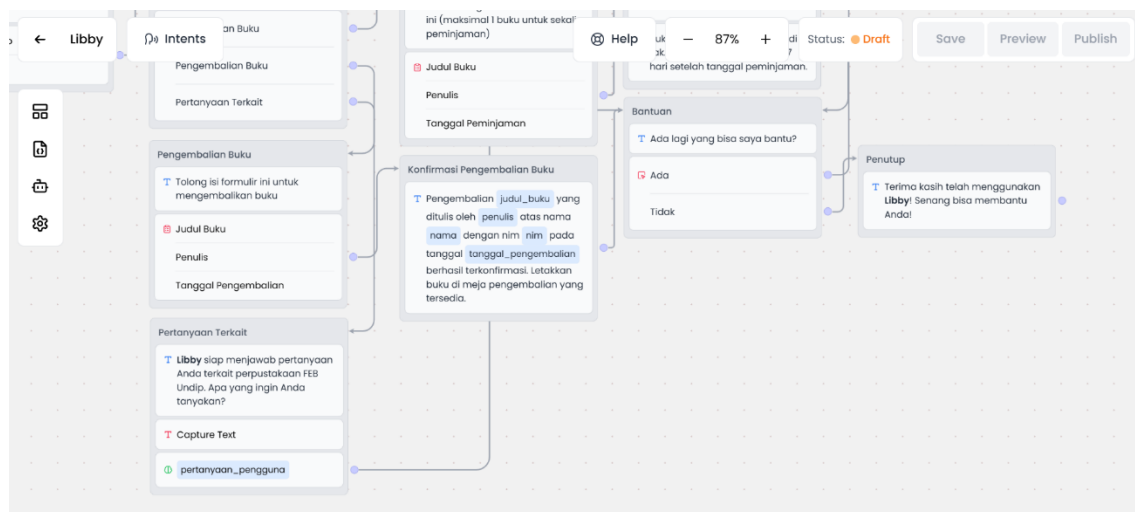 Libby
Intents
Help
87%
Status: Draft
Save
Preview
Publish
an Buku
Pengembalian Buku
Pertanyaan Terkait
Pengembalian Buku
Tolong isi formulir ini untuk
mengembalikan buku
Judul Buku
Penulis
Tanggal Pengembalian
Pertanyaan Terkait
Libby siap menjawab pertanyaan
Anda terkait perpustakaan FEB
Undip. Apa yang ingin Anda
tanyakan?
Capture Text
pertanyaan_pengguna
ini (maksimal 1 buku untuk sekali
peminjaman)
Judul Buku
Penulis
Tanggal Peminjaman
Konfirmasi Pengembalian Buku
Pengembalian judul_buku yang
ditulis oleh penulis atas nama
nama dengan nim nim pada
tanggal tanggal_pengembalian
berhasil terkonfirmasi. Letakkan
buku di meja pengembalian yang
tersedia.
hari setelah tanggal peminjaman.
Bantuan
Ada lagi yang bisa saya bantu?
Ada
Tidak
Penutup
Terima kasih telah menggunakan
Libby! Senang bisa membantu
Anda!